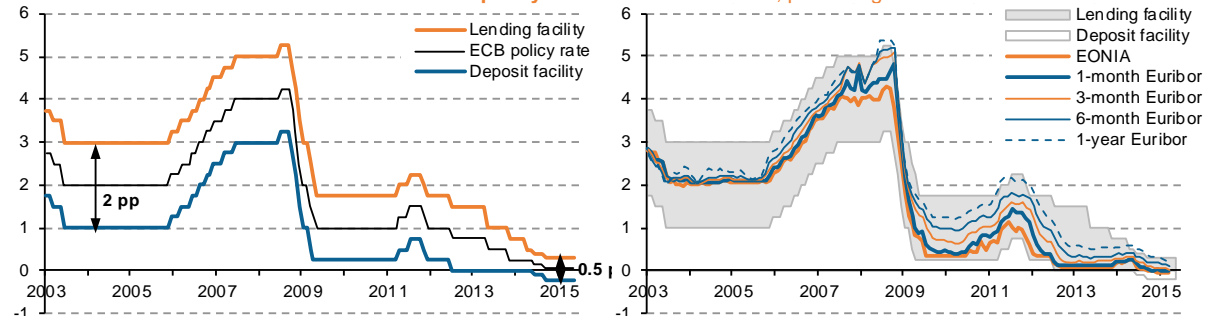 6
5
4
3
2
1
0
-1
2003
2005
2007
2009
2011
2013
2015
Lending facility
ECB policy rate
Deposit facility
2 pp
0.5
6
5
4
3
2
1
0
-1
2003
2005
2007
2009
2011
2013
2015
Lending facility
Deposit facility
EONIA
1-month Euribor
3-month Euribor
6-month Euribor
1-year Euribor